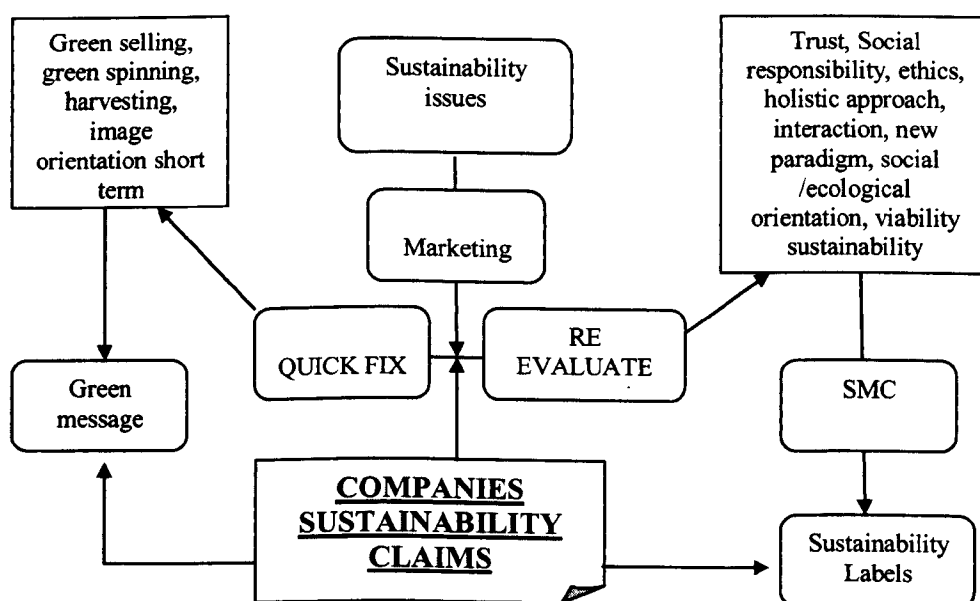 Green selling,
green spinning,
harvesting,
image
orientation short
term
Sustainability
issues
Trust, Social
responsibility, ethics,
holistic approach,
interaction, new
paradigm, social
/ecological
orientation, viability
sustainability
Marketing
QUICK FIX
RE
EVALUATE
Green
message
SMC
COMPANIES
SUSTAINABILITY
CLAIMS
Sustainability
Labels